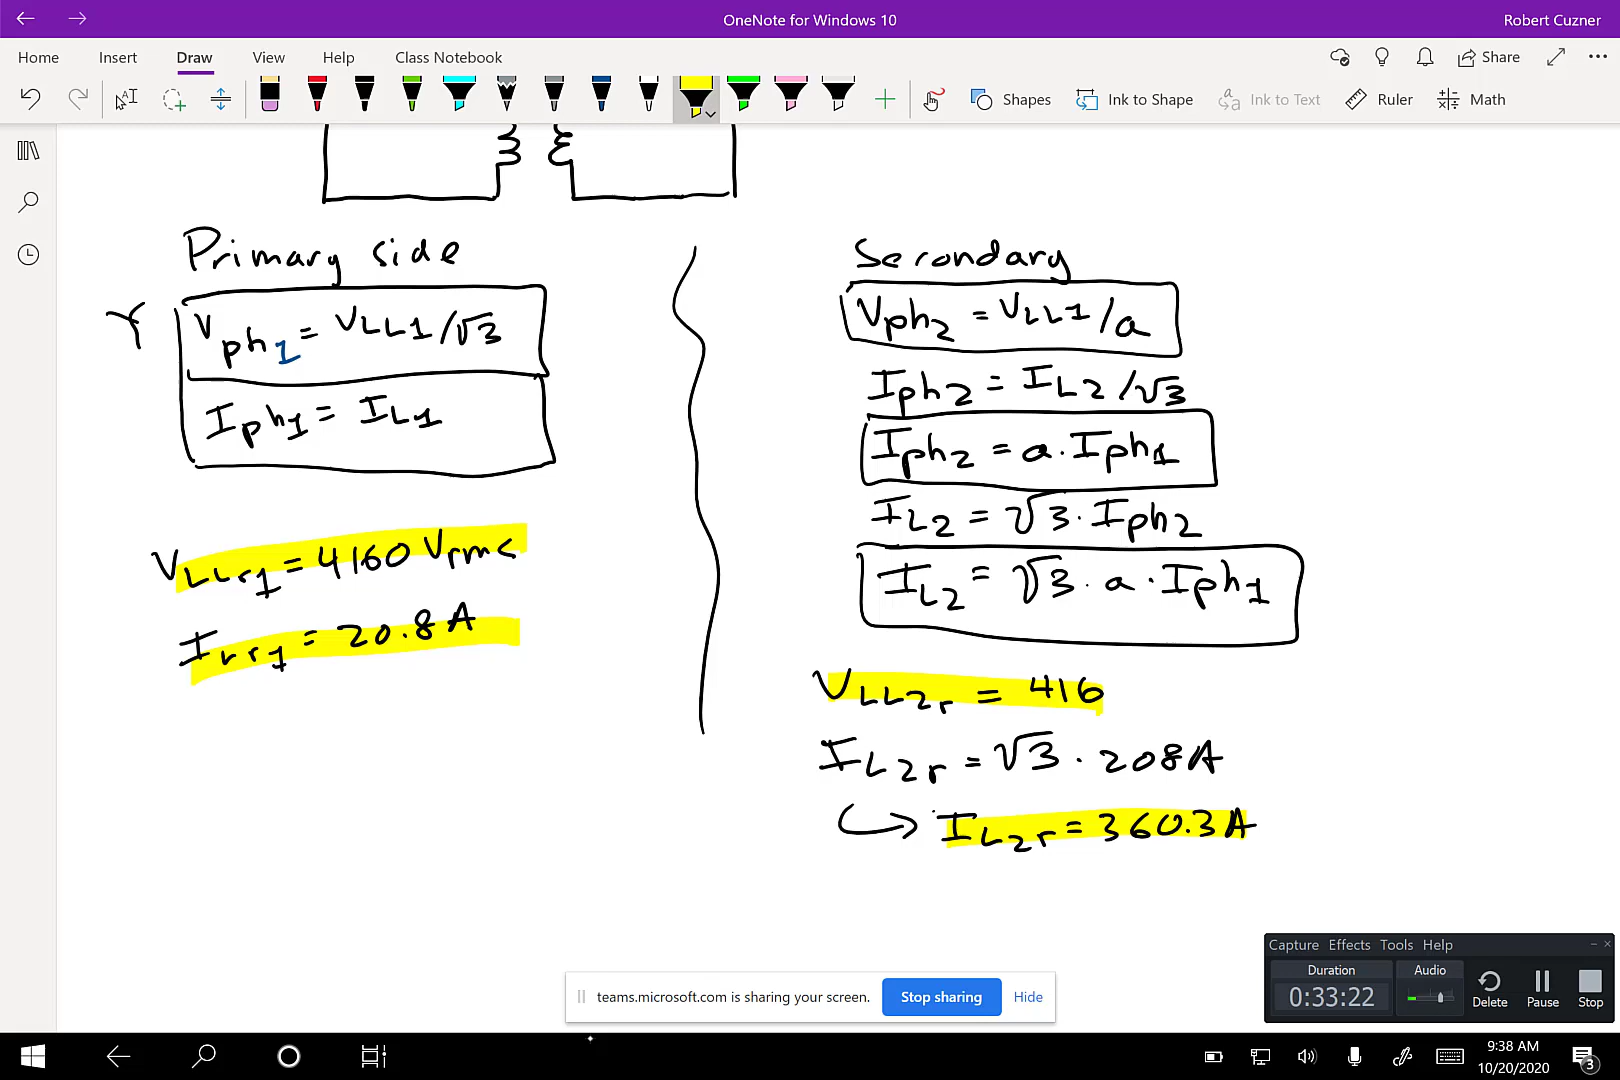 OneNote for Windows 10
Robert Cuzner
Home Insert Draw View Help Class Notebook
Share
Shapes Ink to Shape Ink to Text Ruler Math
Primary side
Y
Vph1 = VLL1/√3
Iph1 = IL1
VLLr1 = 4160 Vrms
ILr1 = 20.8 A
Secondary
Vph2 = VLL1/a
Iph2 = IL2/√3
Iph2 = a·Iph1
IL2 = √3·Iph2
IL2 = √3·a·Iph1
VLL2r = 416
IL2r = √3·208A
↪ IL2r = 360.3A
Capture Effects Tools Help
Duration Audio
0:33:22
Delete Pause Stop
teams.microsoft.com is sharing your screen. Stop sharing Hide
9:38 AM
10/20/2020
3